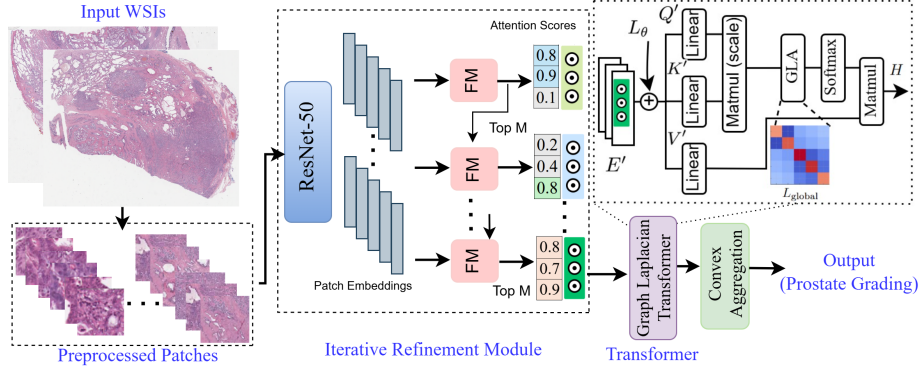 Input WSIs
Preprocessed Patches
ResNet-50
Patch Embeddings
FM
FM
FM
Attention Scores
0.8
0.9
0.1
Top M
0.2
0.4
0.8
0.8
0.7
0.9
Top M
Iterative Refinement Module
Q′
L_θ
K′
V′
E′
Linear
Linear
Linear
Matmul (scale)
GLA
Softmax
Matmul
H
L_global
Graph Laplacian
Transformer
Transformer
Convex
Aggregation
Output
(Prostate Grading)